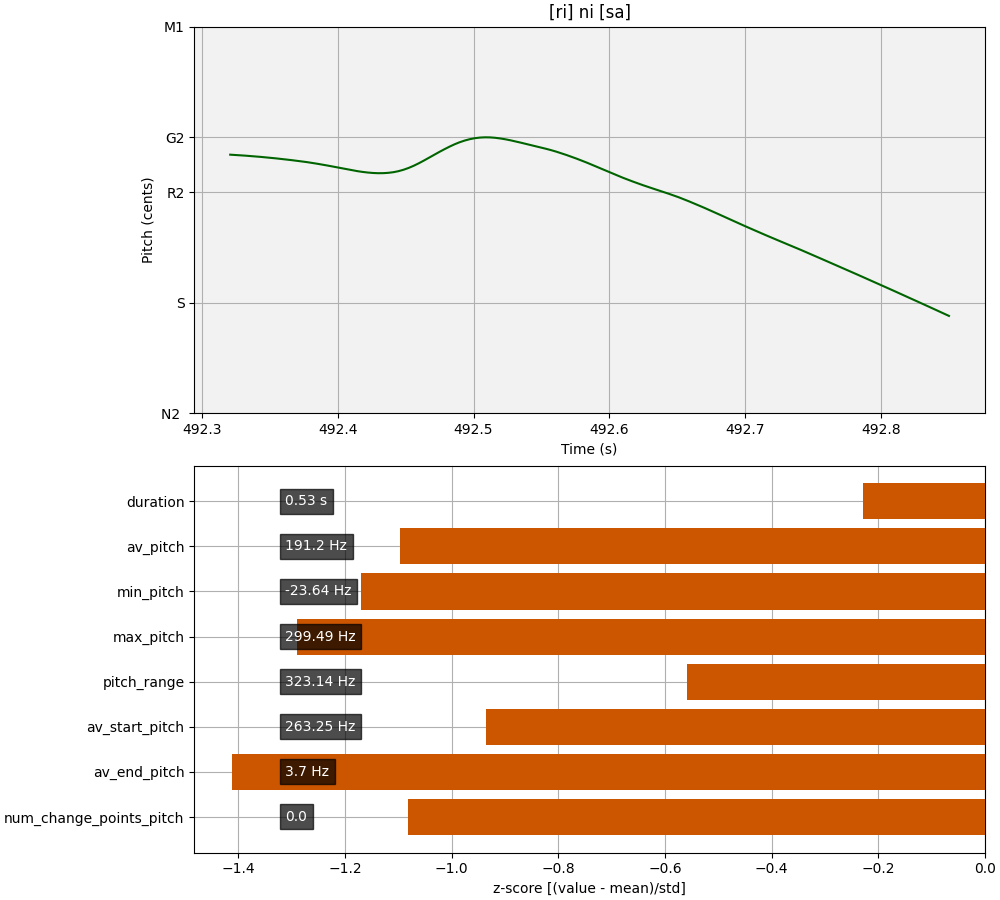 [ri] ni [sa]
M1
G2
R2
S
N2
Pitch (cents)
492.3 492.4 492.5 492.6 492.7 492.8
Time (s)
duration 0.53 s
av_pitch 191.2 Hz
min_pitch -23.64 Hz
max_pitch 299.49 Hz
pitch_range 323.14 Hz
av_start_pitch 263.25 Hz
av_end_pitch 3.7 Hz
num_change_points_pitch 0.0
−1.4 −1.2 −1.0 −0.8 −0.6 −0.4 −0.2 0.0
z-score [(value - mean)/std]